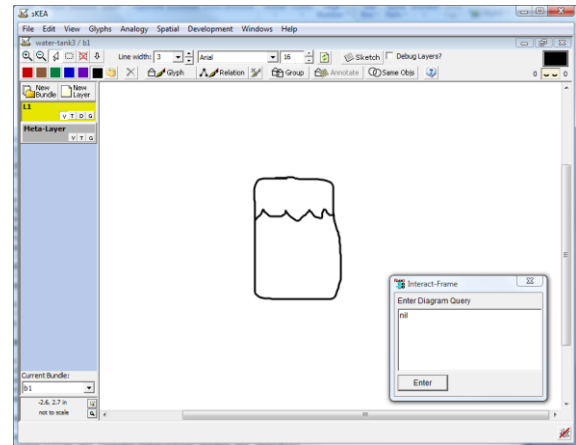 sKEA
File Edit View Glyphs Analogy Spatial Development Windows Help
water-tank3 / b1
Line width: 3 Arial 16 Sketch Debug Layers?
Glyph Relation Group Annotate Same Objs 0 0
New Bundle New Layer
L1
V T D G
Meta-Layer
V T G
Interact-Frame
Enter Diagram Query
nil
Enter
Current Bundle:
b1
-2.6, 2.7 in
not to scale